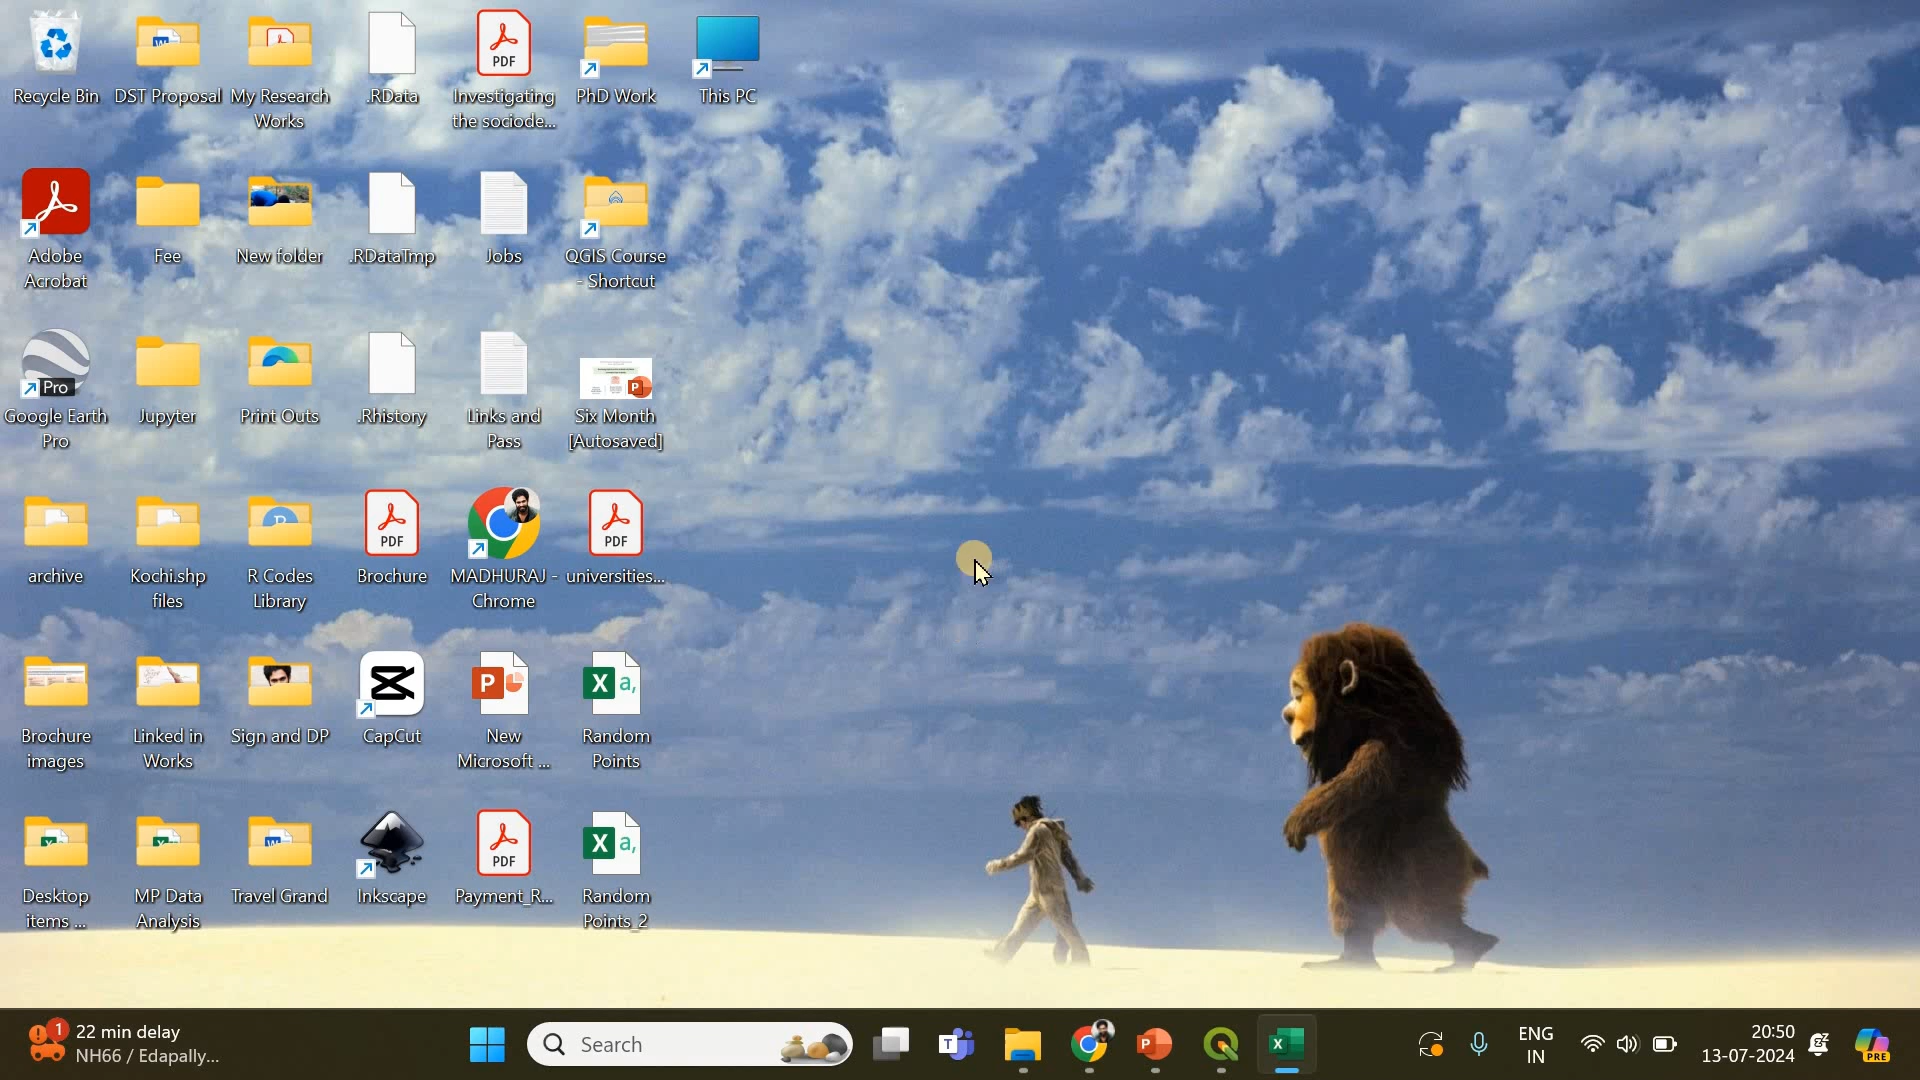 Recycle Bin
DST Proposal
My Research
Works
.RData
PDF
Investigating
the sociode...
PhD Work
This PC
Adobe
Acrobat
Fee
New folder
.RDataTmp
Jobs
QGIS Course
- Shortcut
Pro
Google Earth
Pro
Jupyter
Print Outs
.Rhistory
Links and
Pass
P
Six Month
[Autosaved]
archive
Kochi.shp
files
R Codes
Library
PDF
Brochure
MADHURAJ -
Chrome
PDF
universities...
Brochure
images
Linked in
Works
Sign and DP
CapCut
P
New
Microsoft ...
X a,
Random
Points
Desktop
items ...
MP Data
Analysis
Travel Grand
Inkscape
PDF
Payment_R...
X a,
Random
Points_2
1
22 min delay
NH66 / Edapally...
Search
T
P
X
ENG
IN
20:50
13-07-2024
PRE